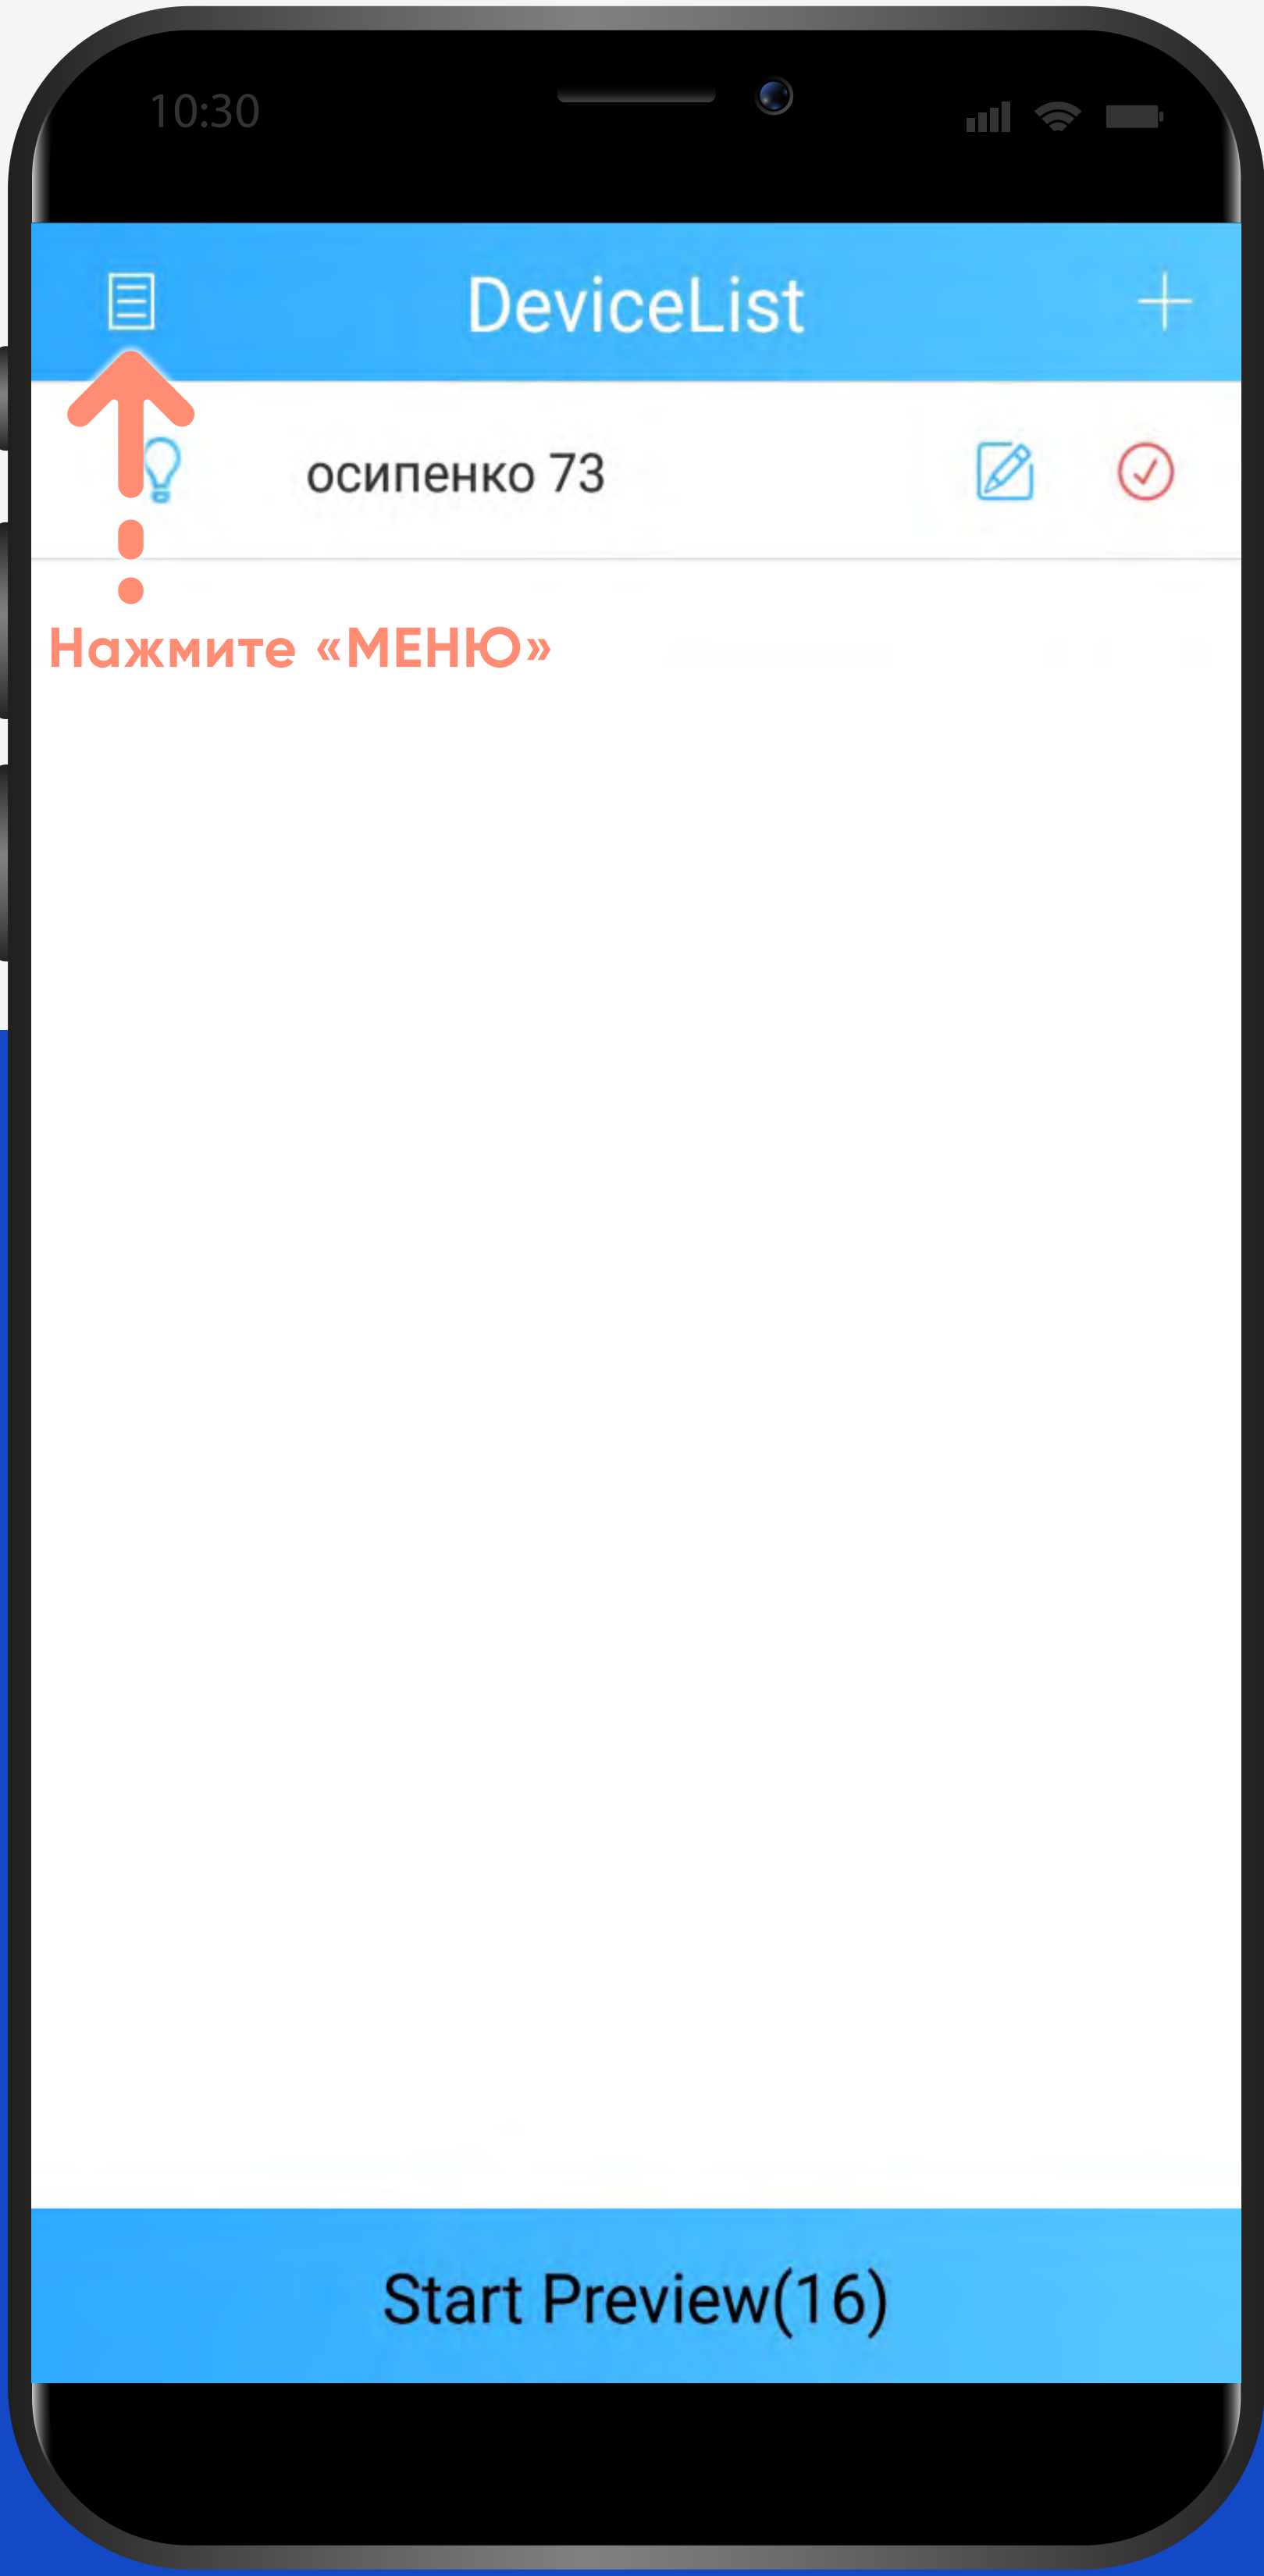 10:30
DeviceList
осипенко 73
Нажмите «МЕНЮ»
Start Preview(16)